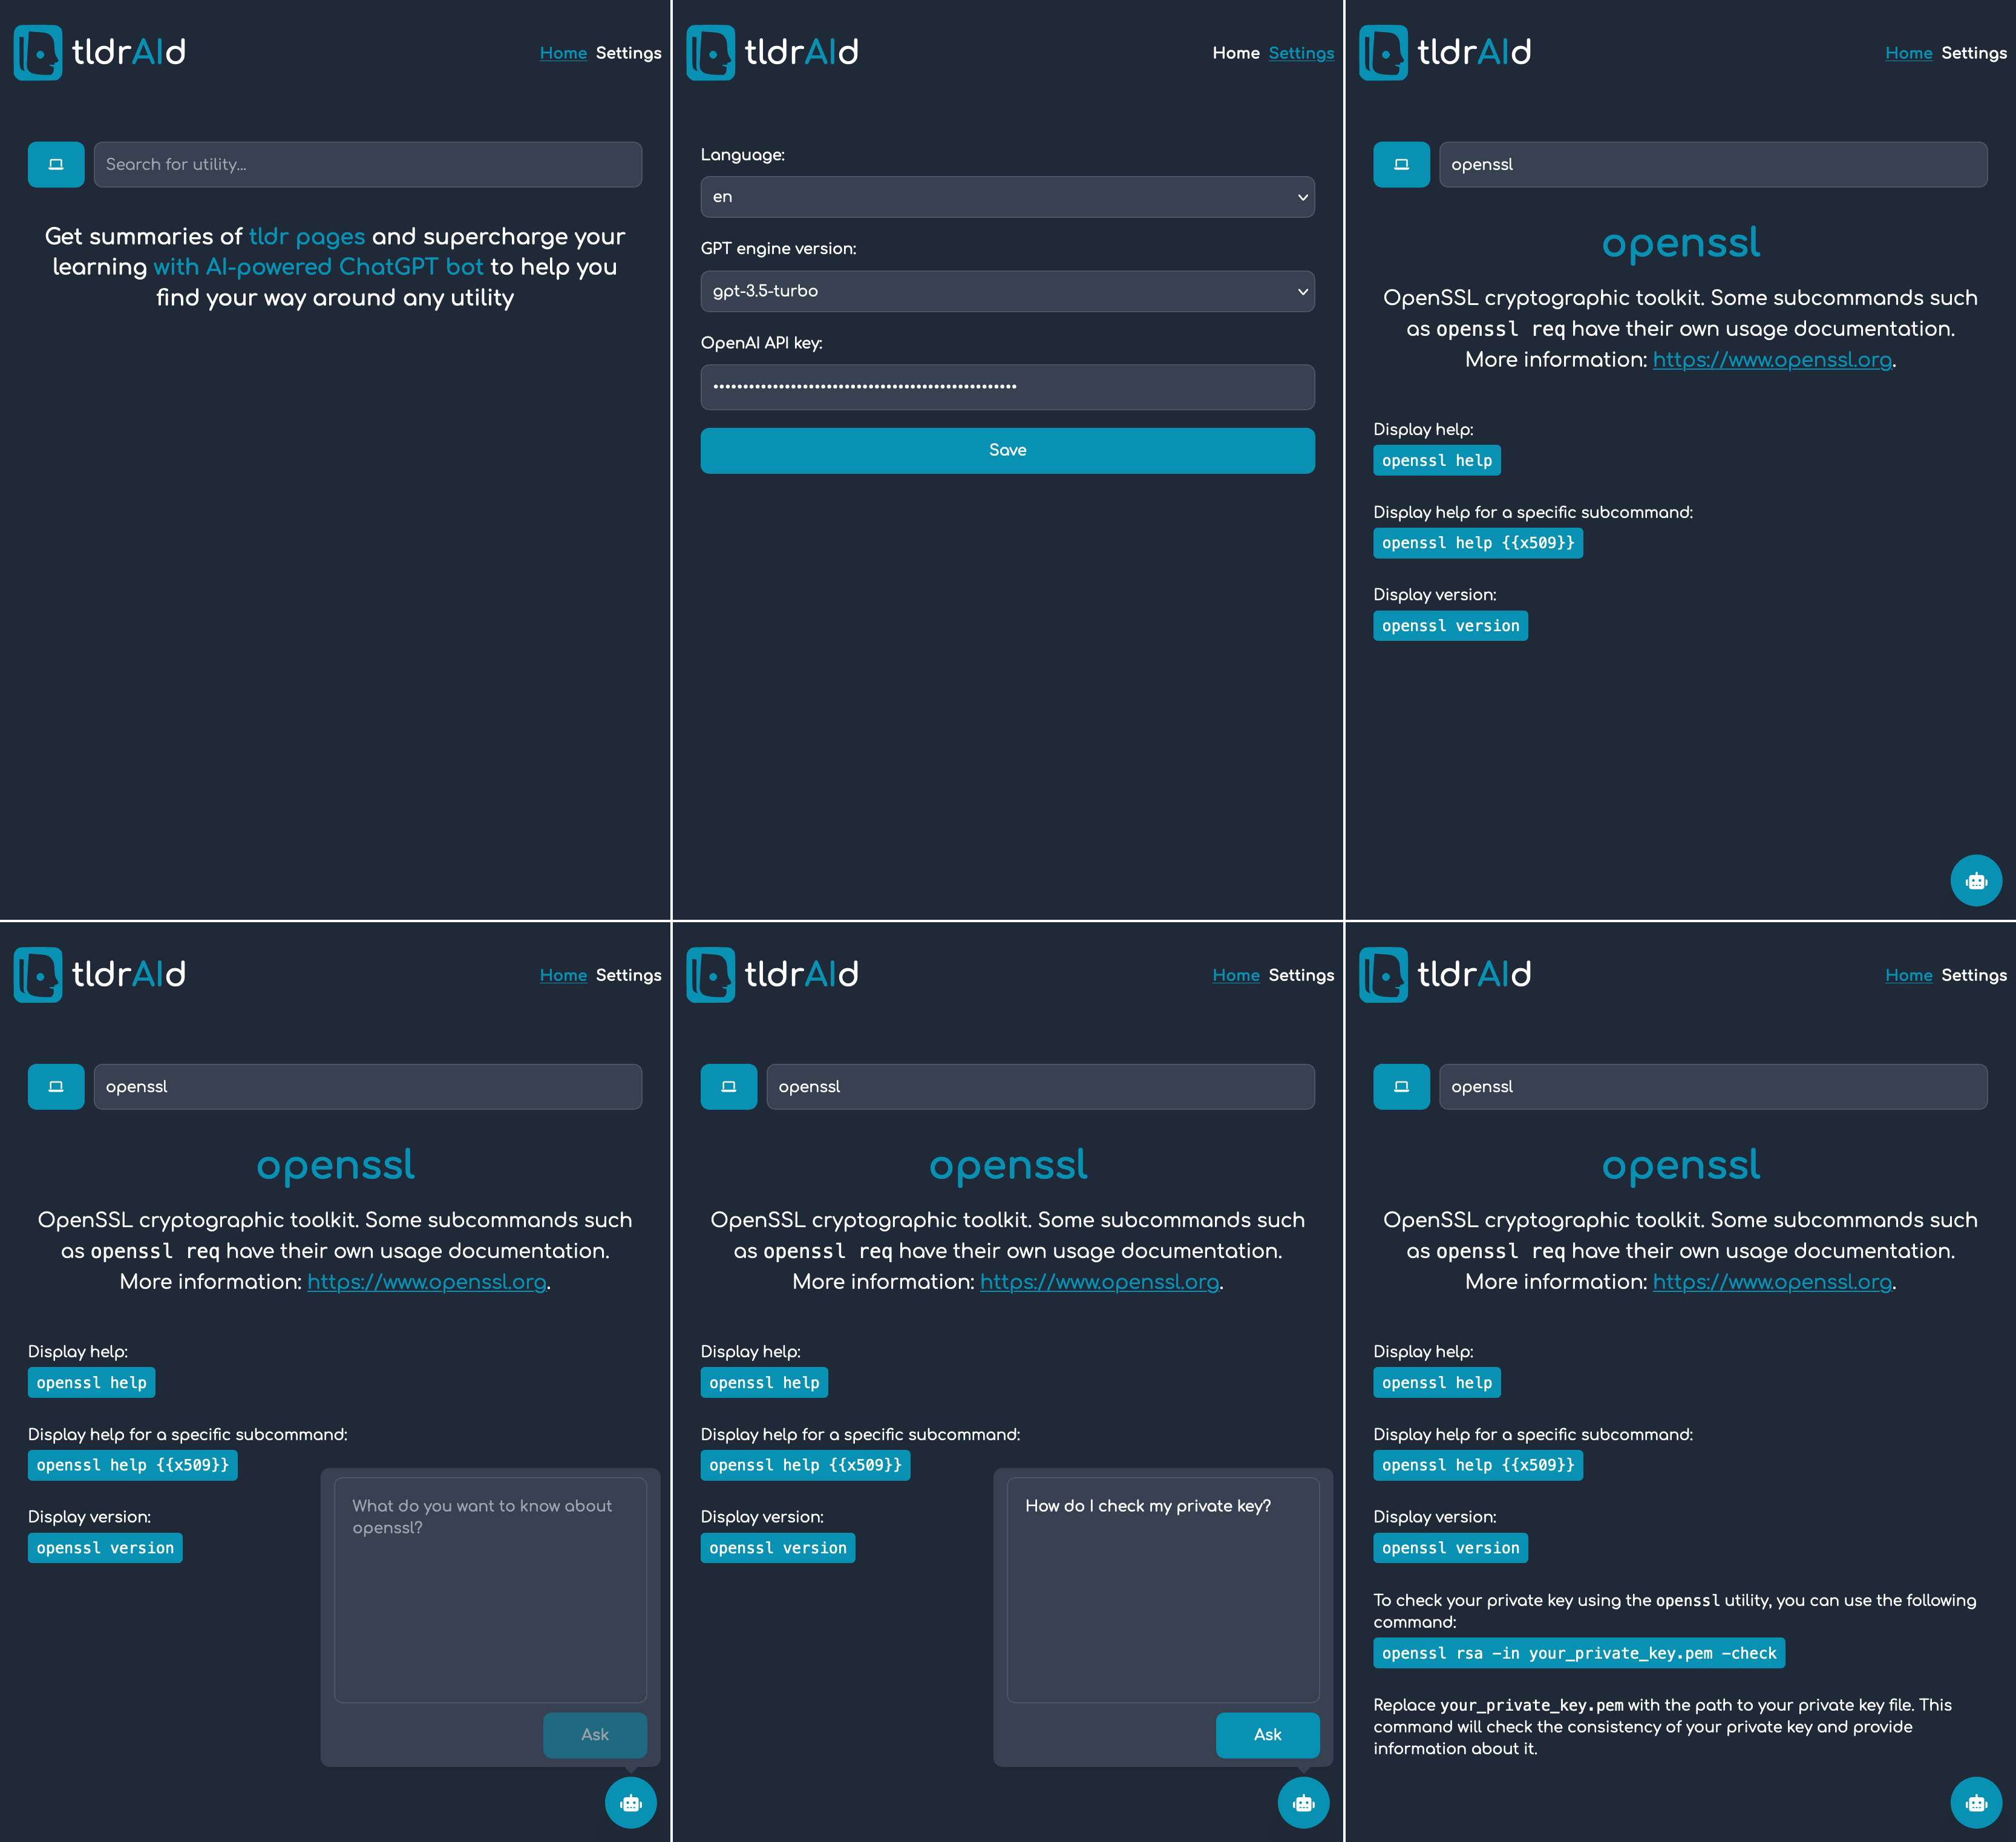 tldrAId
Home Settings
Search for utility...
Get summaries of tldr pages and supercharge your
learning with AI-powered ChatGPT bot to help you
find your way around any utility
tldrAId
Home Settings
Language:
en
GPT engine version:
gpt-3.5-turbo
OpenAI API key:
••••••••••••••••••••••••••••••••••••••••••••••••••••
Save
tldrAId
Home Settings
openssl
openssl
OpenSSL cryptographic toolkit. Some subcommands such
as openssl req have their own usage documentation.
More information: https://www.openssl.org.
Display help:
openssl help
Display help for a specific subcommand:
openssl help {{x509}}
Display version:
openssl version
tldrAId
Home Settings
openssl
openssl
OpenSSL cryptographic toolkit. Some subcommands such
as openssl req have their own usage documentation.
More information: https://www.openssl.org.
Display help:
openssl help
Display help for a specific subcommand:
openssl help {{x509}}
Display version:
openssl version
What do you want to know about
openssl?
Ask
tldrAId
Home Settings
openssl
openssl
OpenSSL cryptographic toolkit. Some subcommands such
as openssl req have their own usage documentation.
More information: https://www.openssl.org.
Display help:
openssl help
Display help for a specific subcommand:
openssl help {{x509}}
Display version:
openssl version
How do I check my private key?
Ask
tldrAId
Home Settings
openssl
openssl
OpenSSL cryptographic toolkit. Some subcommands such
as openssl req have their own usage documentation.
More information: https://www.openssl.org.
Display help:
openssl help
Display help for a specific subcommand:
openssl help {{x509}}
Display version:
openssl version
To check your private key using the openssl utility, you can use the following
command:
openssl rsa -in your_private_key.pem -check
Replace your_private_key.pem with the path to your private key file. This
command will check the consistency of your private key and provide
information about it.